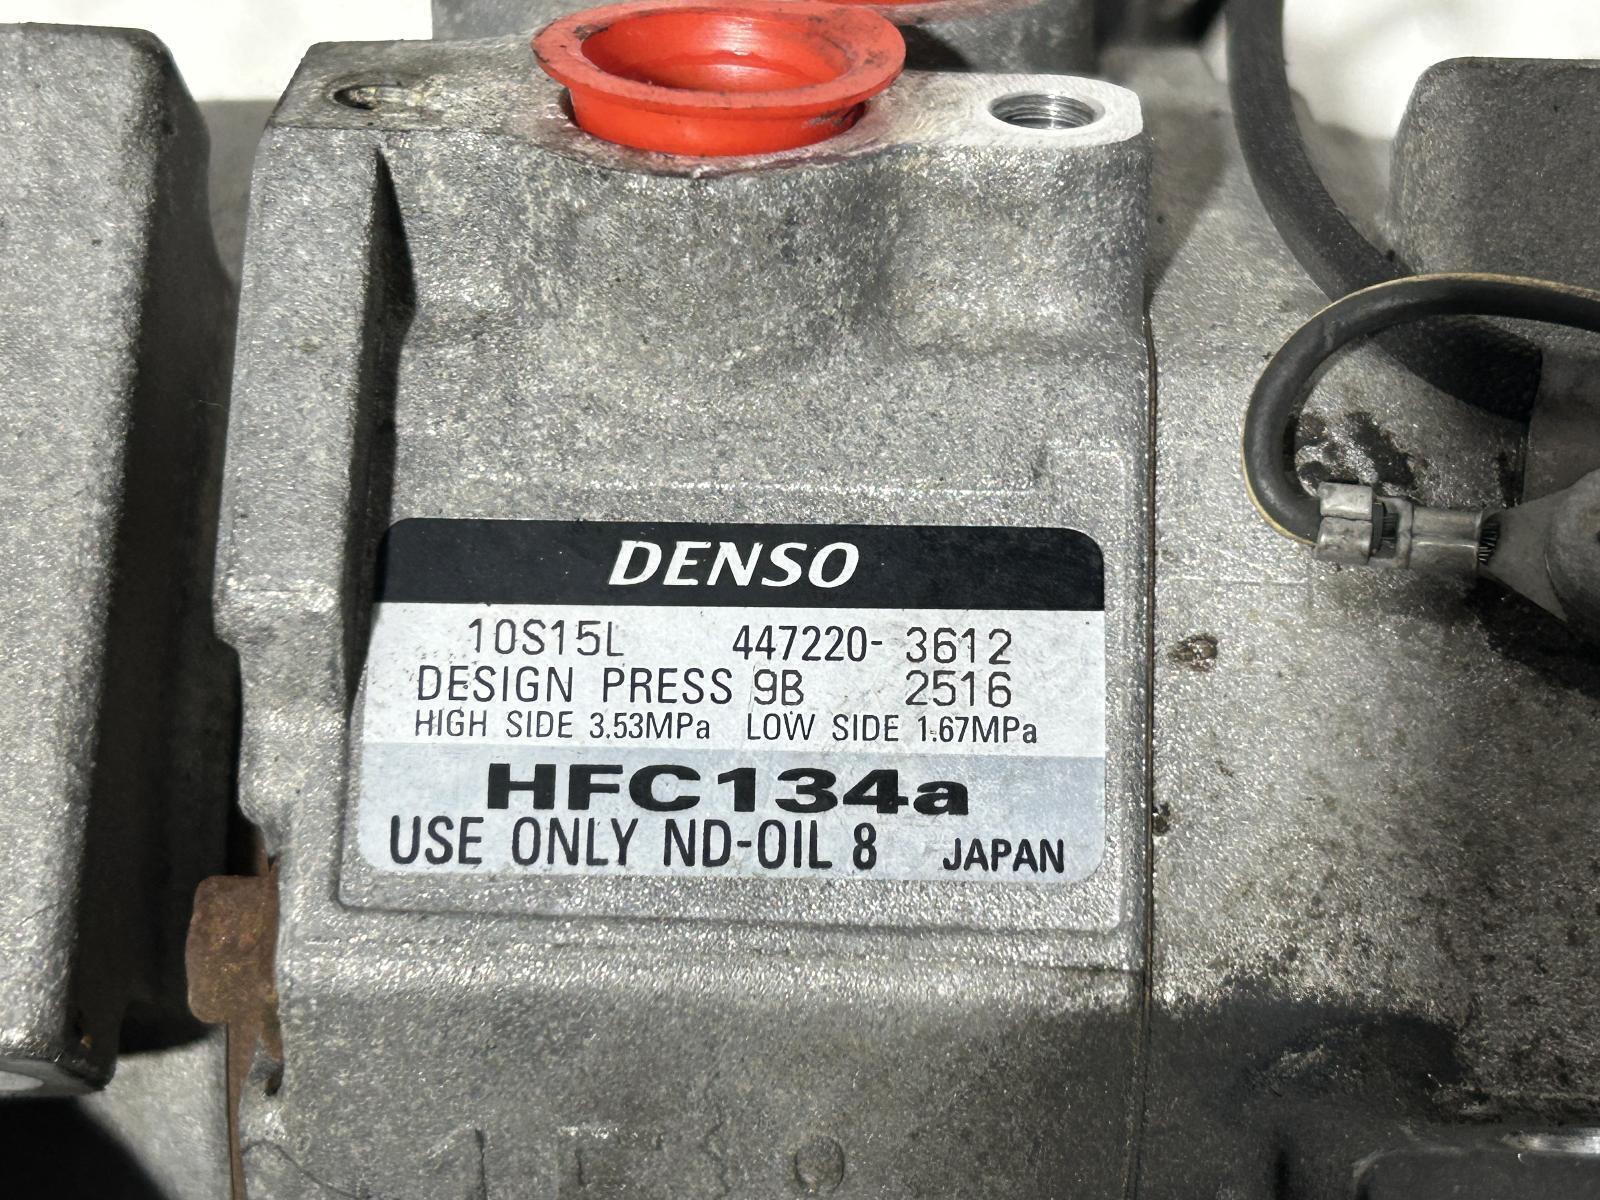 DENSO
10S15L 447220- 3612
DESIGN PRESS 9B 2516
HIGH SIDE 3.53MPa LOW SIDE 1.67MPa
HFC134a
USE ONLY ND-OIL 8 JAPAN